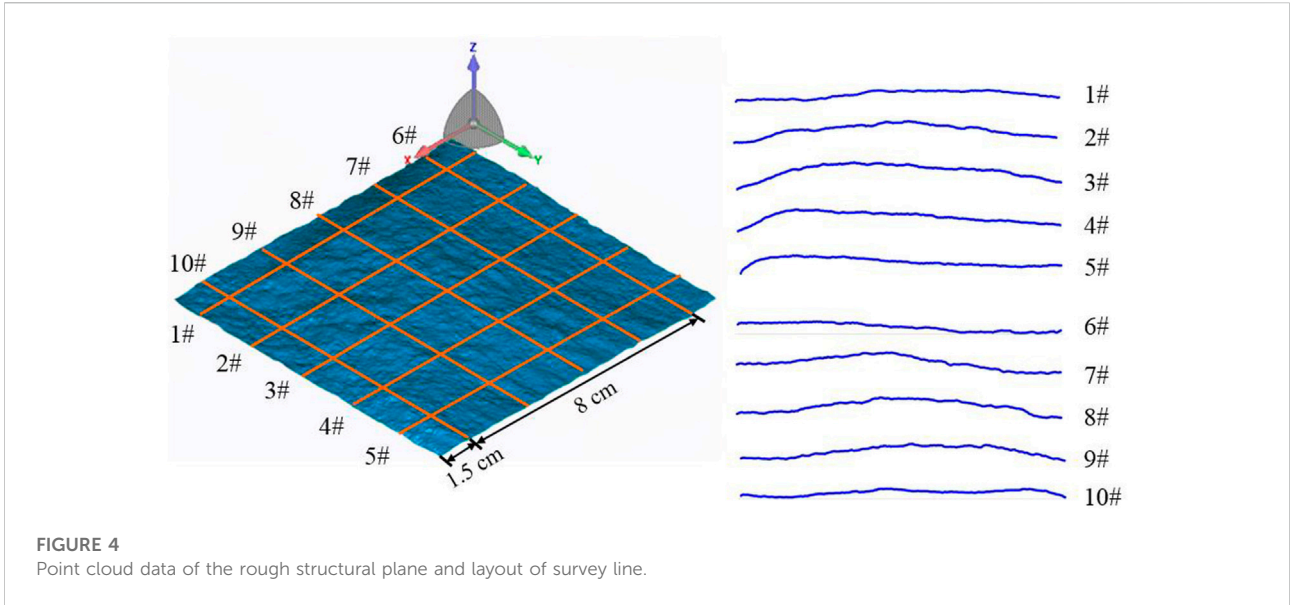 Z
X
Y
6#
7#
8#
9#
10#
1#
2#
3#
4#
5#
1.5 cm
8 cm
1#
2#
3#
4#
5#
6#
7#
8#
9#
10#
FIGURE 4
Point cloud data of the rough structural plane and layout of survey line.